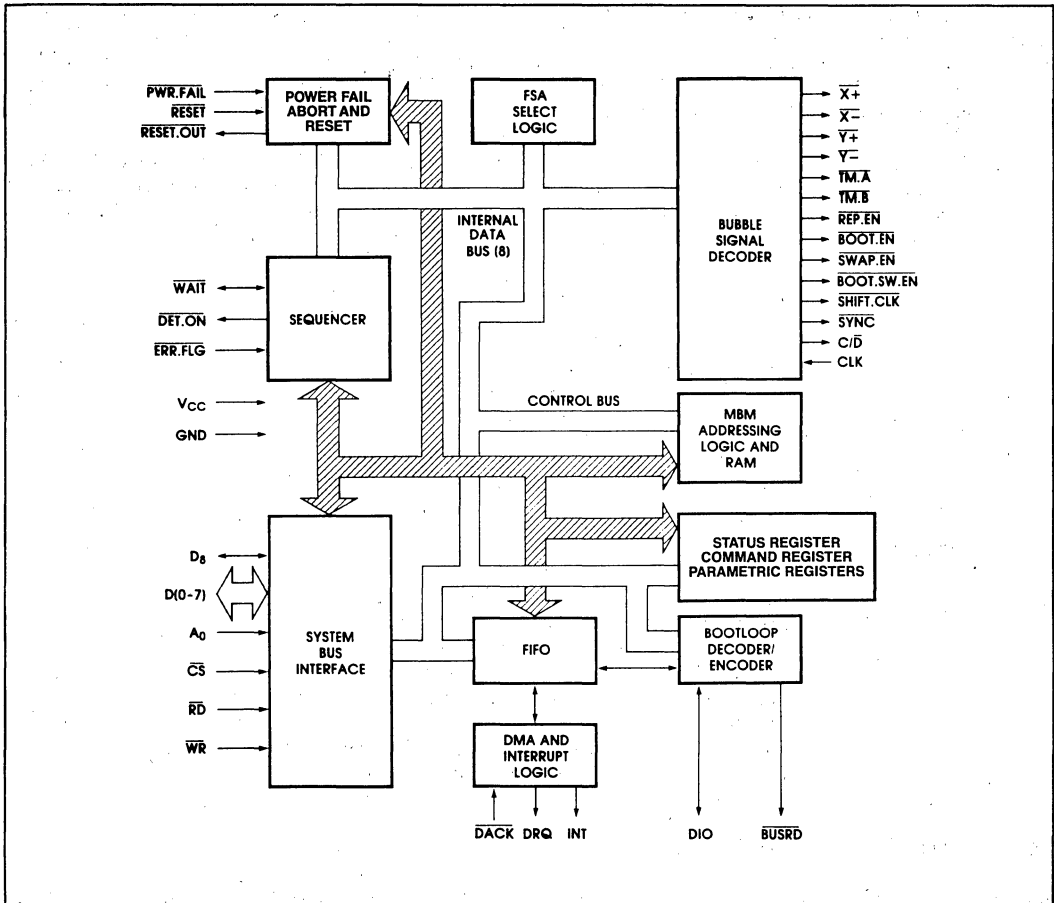 PWR.FAIL
RESET
RESET.OUT
POWER FAIL
ABORT AND
RESET
FSA
SELECT
LOGIC
INTERNAL
DATA
BUS (8)
BUBBLE
SIGNAL
DECODER
X+
X-
Y+
Y-
TM.A
TM.B
REP.EN
BOOT.EN
SWAP.EN
BOOT.SW.EN
SHIFT.CLK
SYNC
C/D
CLK
WAIT
DET.ON
ERR.FLG
SEQUENCER
VCC
GND
CONTROL BUS
MBM
ADDRESSING
LOGIC AND
RAM
STATUS REGISTER
COMMAND REGISTER
PARAMETRIC REGISTERS
D8
D(0-7)
A0
CS
RD
WR
SYSTEM
BUS
INTERFACE
FIFO
BOOTLOOP
DECODER/
ENCODER
DMA AND
INTERRUPT
LOGIC
DACK DRQ INT
DIO
BUSRD